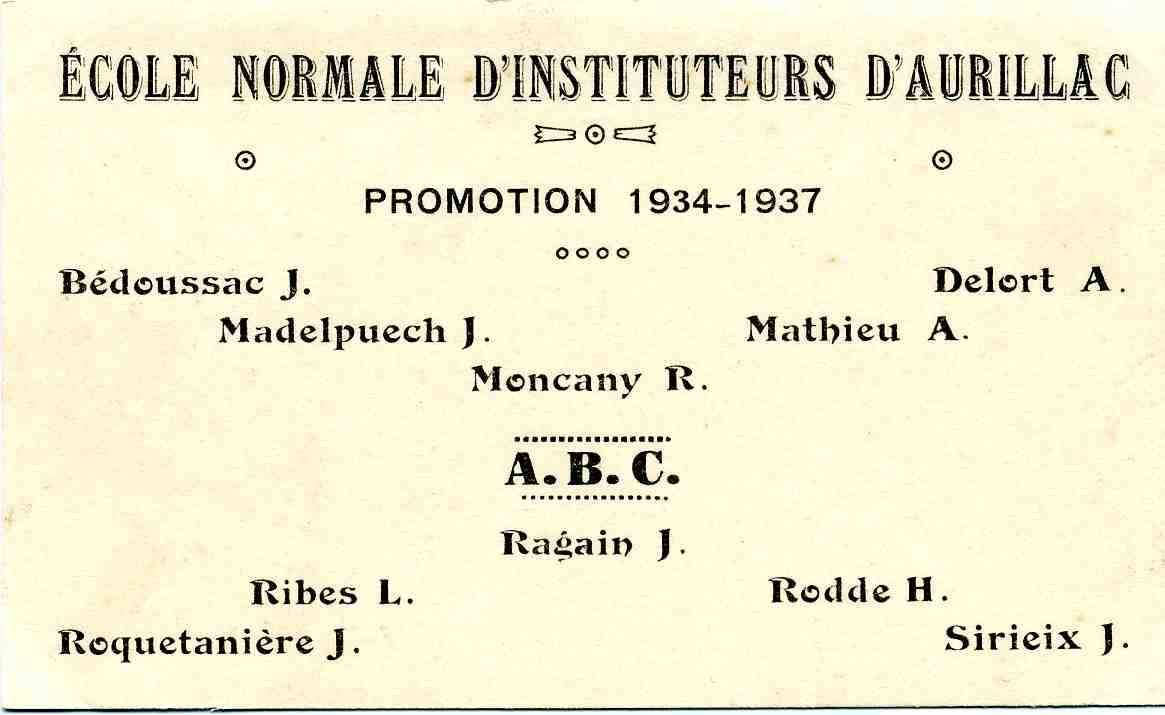 ÉCOLE NORMALE D'INSTITUTEURS D'AURILLAC
PROMOTION 1934-1937
Bédoussac J. Delort A.
Madelpuech J. Mathieu A.
Moncany R.
A.B.C.
Ragain J.
Ribes L. Rodde H.
Roquetanière J. Sirieix J.